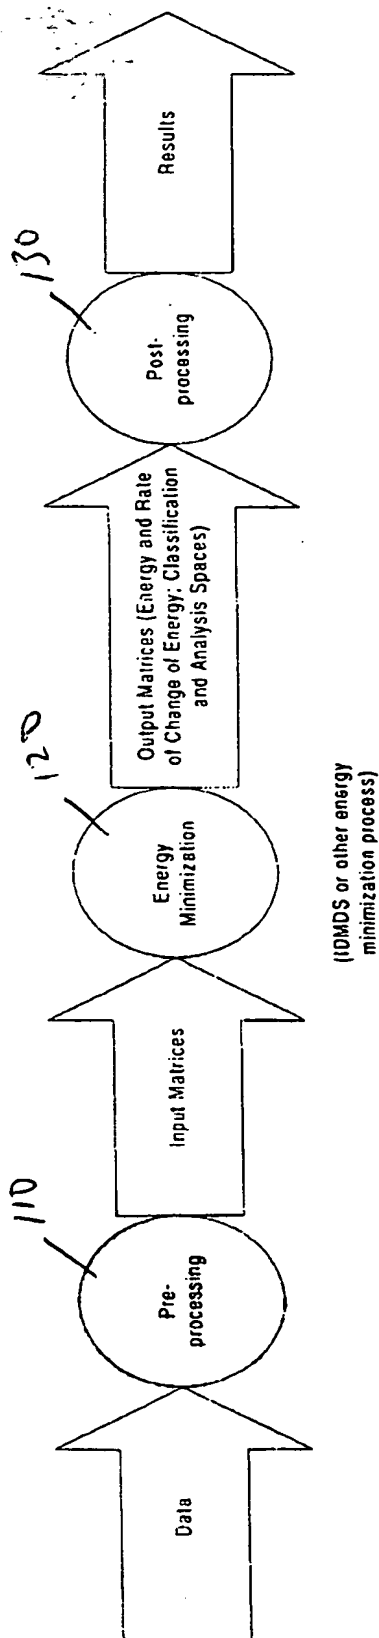 Data
110
Pre-
processing
Input Matrices
120
Energy
Minimization
(IDMDS or other energy
minimization process)
Output Matrices (Energy and Rate
of Change of Energy; Classification
and Analysis Spaces)
130
Post-
processing
Results